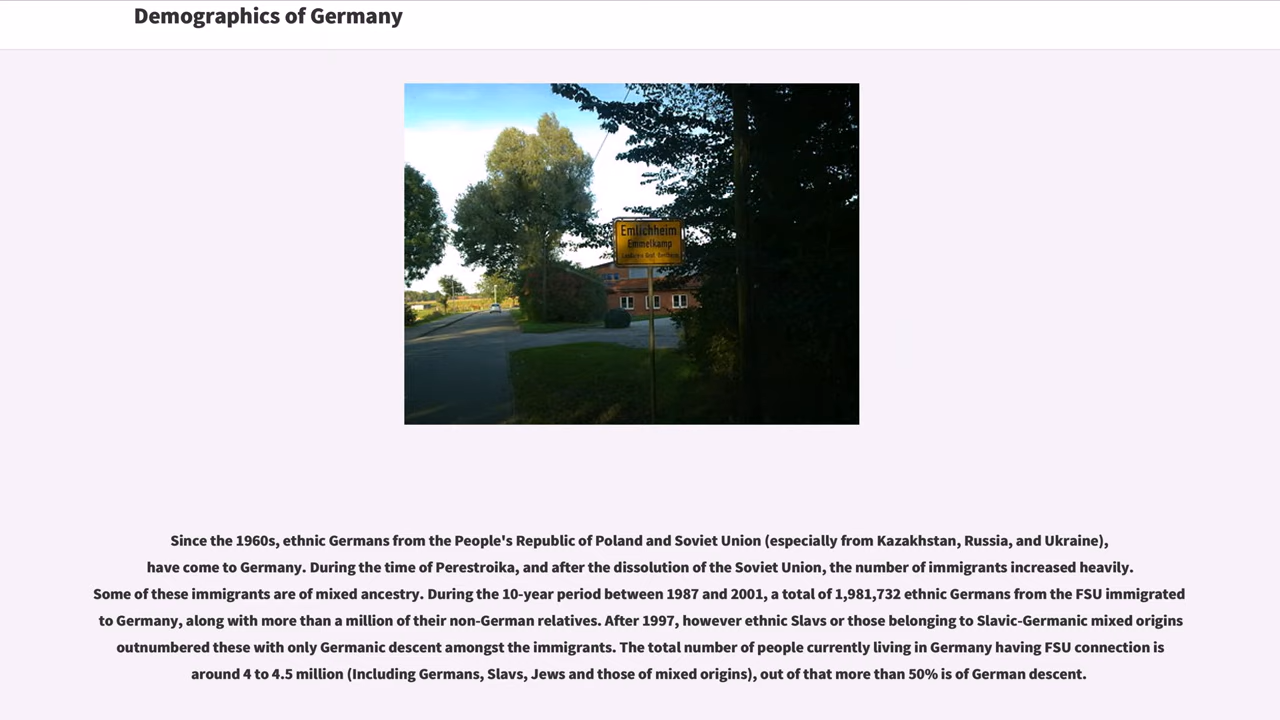 Demographics of Germany
Emlichheim
Emmelkamp
Since the 1960s, ethnic Germans from the People's Republic of Poland and Soviet Union (especially from Kazakhstan, Russia, and Ukraine),
have come to Germany. During the time of Perestroika, and after the dissolution of the Soviet Union, the number of immigrants increased heavily.
Some of these immigrants are of mixed ancestry. During the 10-year period between 1987 and 2001, a total of 1,981,732 ethnic Germans from the FSU immigrated
to Germany, along with more than a million of their non-German relatives. After 1997, however ethnic Slavs or those belonging to Slavic-Germanic mixed origins
outnumbered these with only Germanic descent amongst the immigrants. The total number of people currently living in Germany having FSU connection is
around 4 to 4.5 million (Including Germans, Slavs, Jews and those of mixed origins), out of that more than 50% is of German descent.